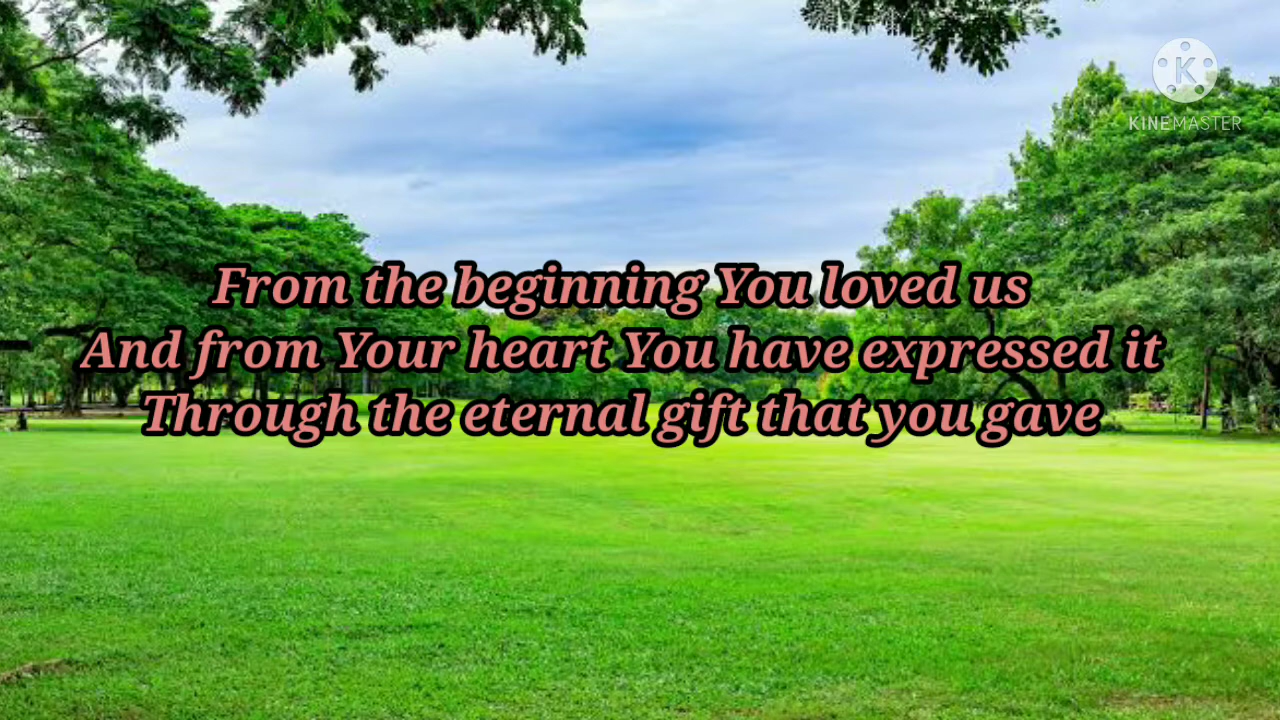 KINEMASTER
From the beginning You loved us
And from Your heart You have expressed it
Through the eternal gift that you gave